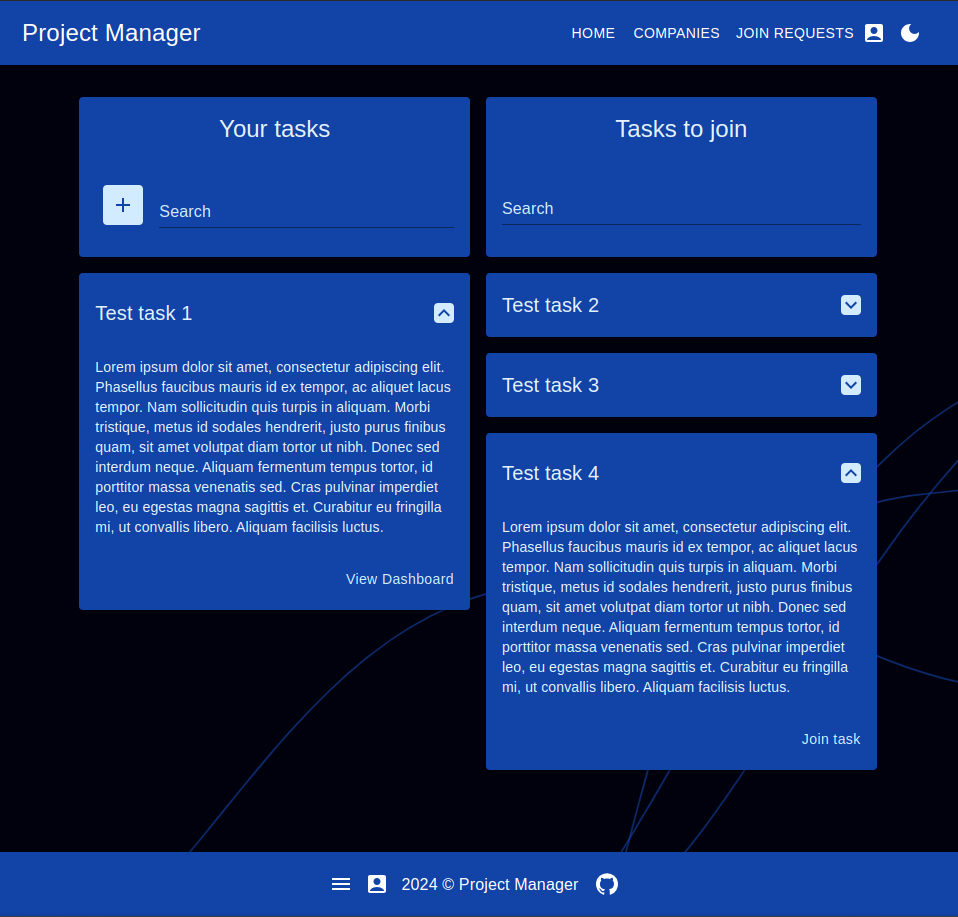 Project Manager
HOME COMPANIES JOIN REQUESTS
Your tasks
Search
Test task 1
Lorem ipsum dolor sit amet, consectetur adipiscing elit.
Phasellus faucibus mauris id ex tempor, ac aliquet lacus
tempor. Nam sollicitudin quis turpis in aliquam. Morbi
tristique, metus id sodales hendrerit, justo purus finibus
quam, sit amet volutpat diam tortor ut nibh. Donec sed
interdum neque. Aliquam fermentum tempus tortor, id
porttitor massa venenatis sed. Cras pulvinar imperdiet
leo, eu egestas magna sagittis et. Curabitur eu fringilla
mi, ut convallis libero. Aliquam facilisis luctus.
View Dashboard
Tasks to join
Search
Test task 2
Test task 3
Test task 4
Lorem ipsum dolor sit amet, consectetur adipiscing elit.
Phasellus faucibus mauris id ex tempor, ac aliquet lacus
tempor. Nam sollicitudin quis turpis in aliquam. Morbi
tristique, metus id sodales hendrerit, justo purus finibus
quam, sit amet volutpat diam tortor ut nibh. Donec sed
interdum neque. Aliquam fermentum tempus tortor, id
porttitor massa venenatis sed. Cras pulvinar imperdiet
leo, eu egestas magna sagittis et. Curabitur eu fringilla
mi, ut convallis libero. Aliquam facilisis luctus.
Join task
2024 © Project Manager